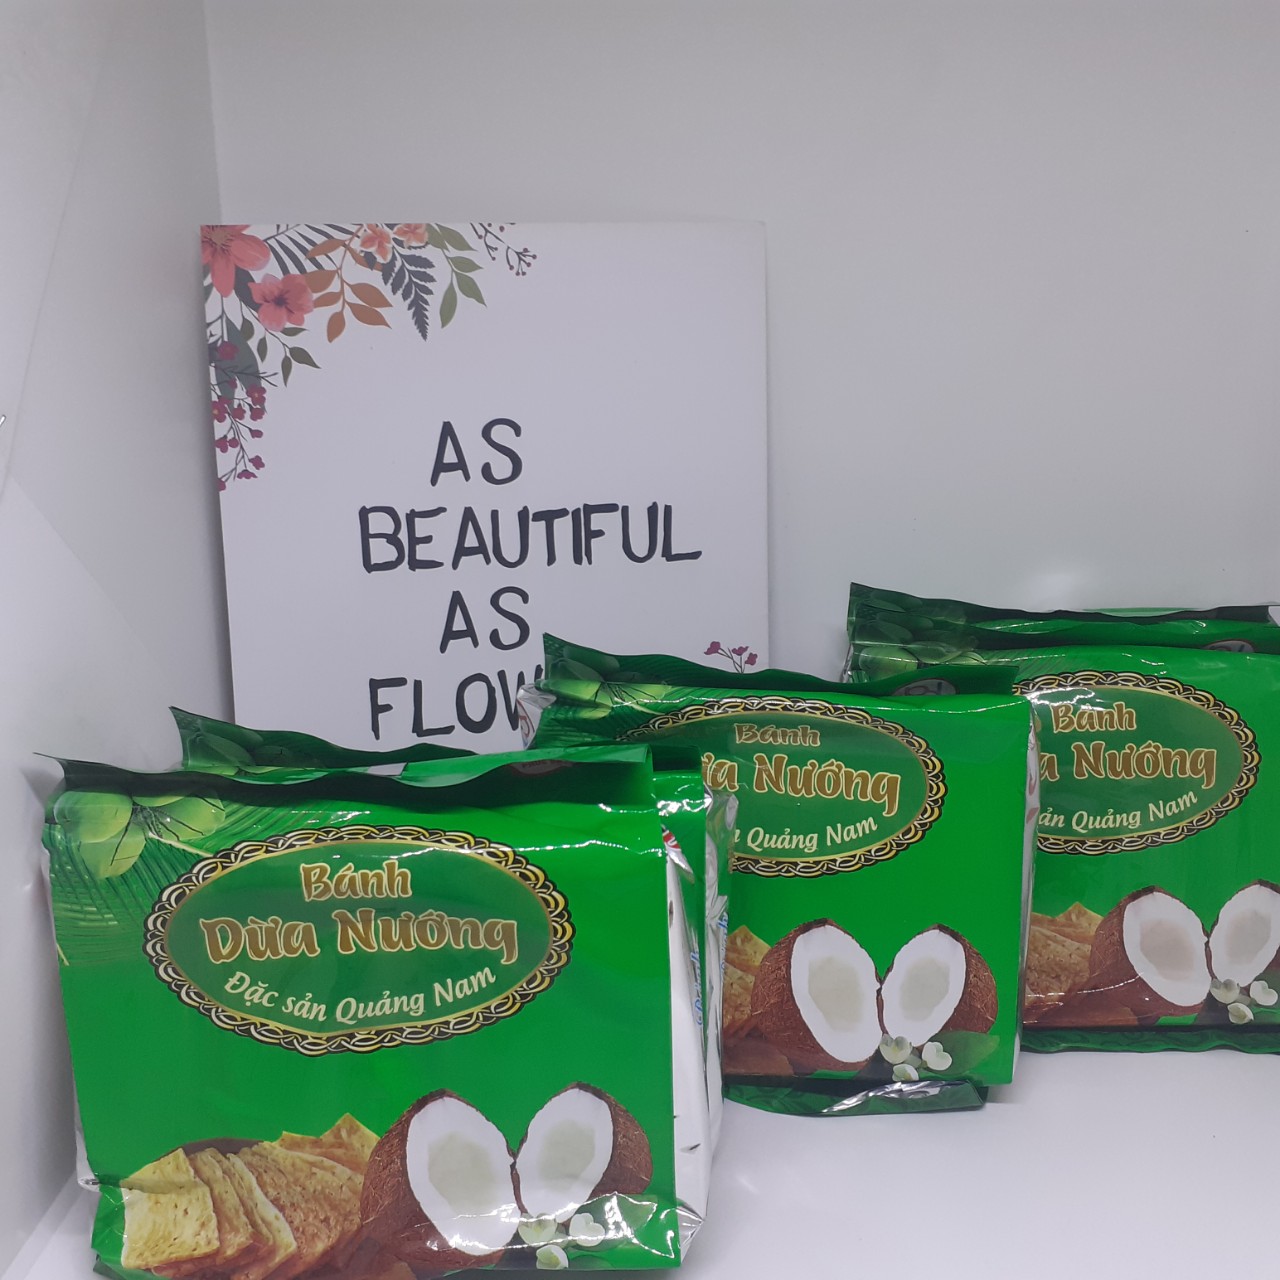 AS
BEAUTIFUL
AS
FLOW
Bánh
Dừa Nướng
Đặc sản Quảng Nam
Bánh
Nướng
Quảng Nam
Bánh
Nướng
Quảng Nam